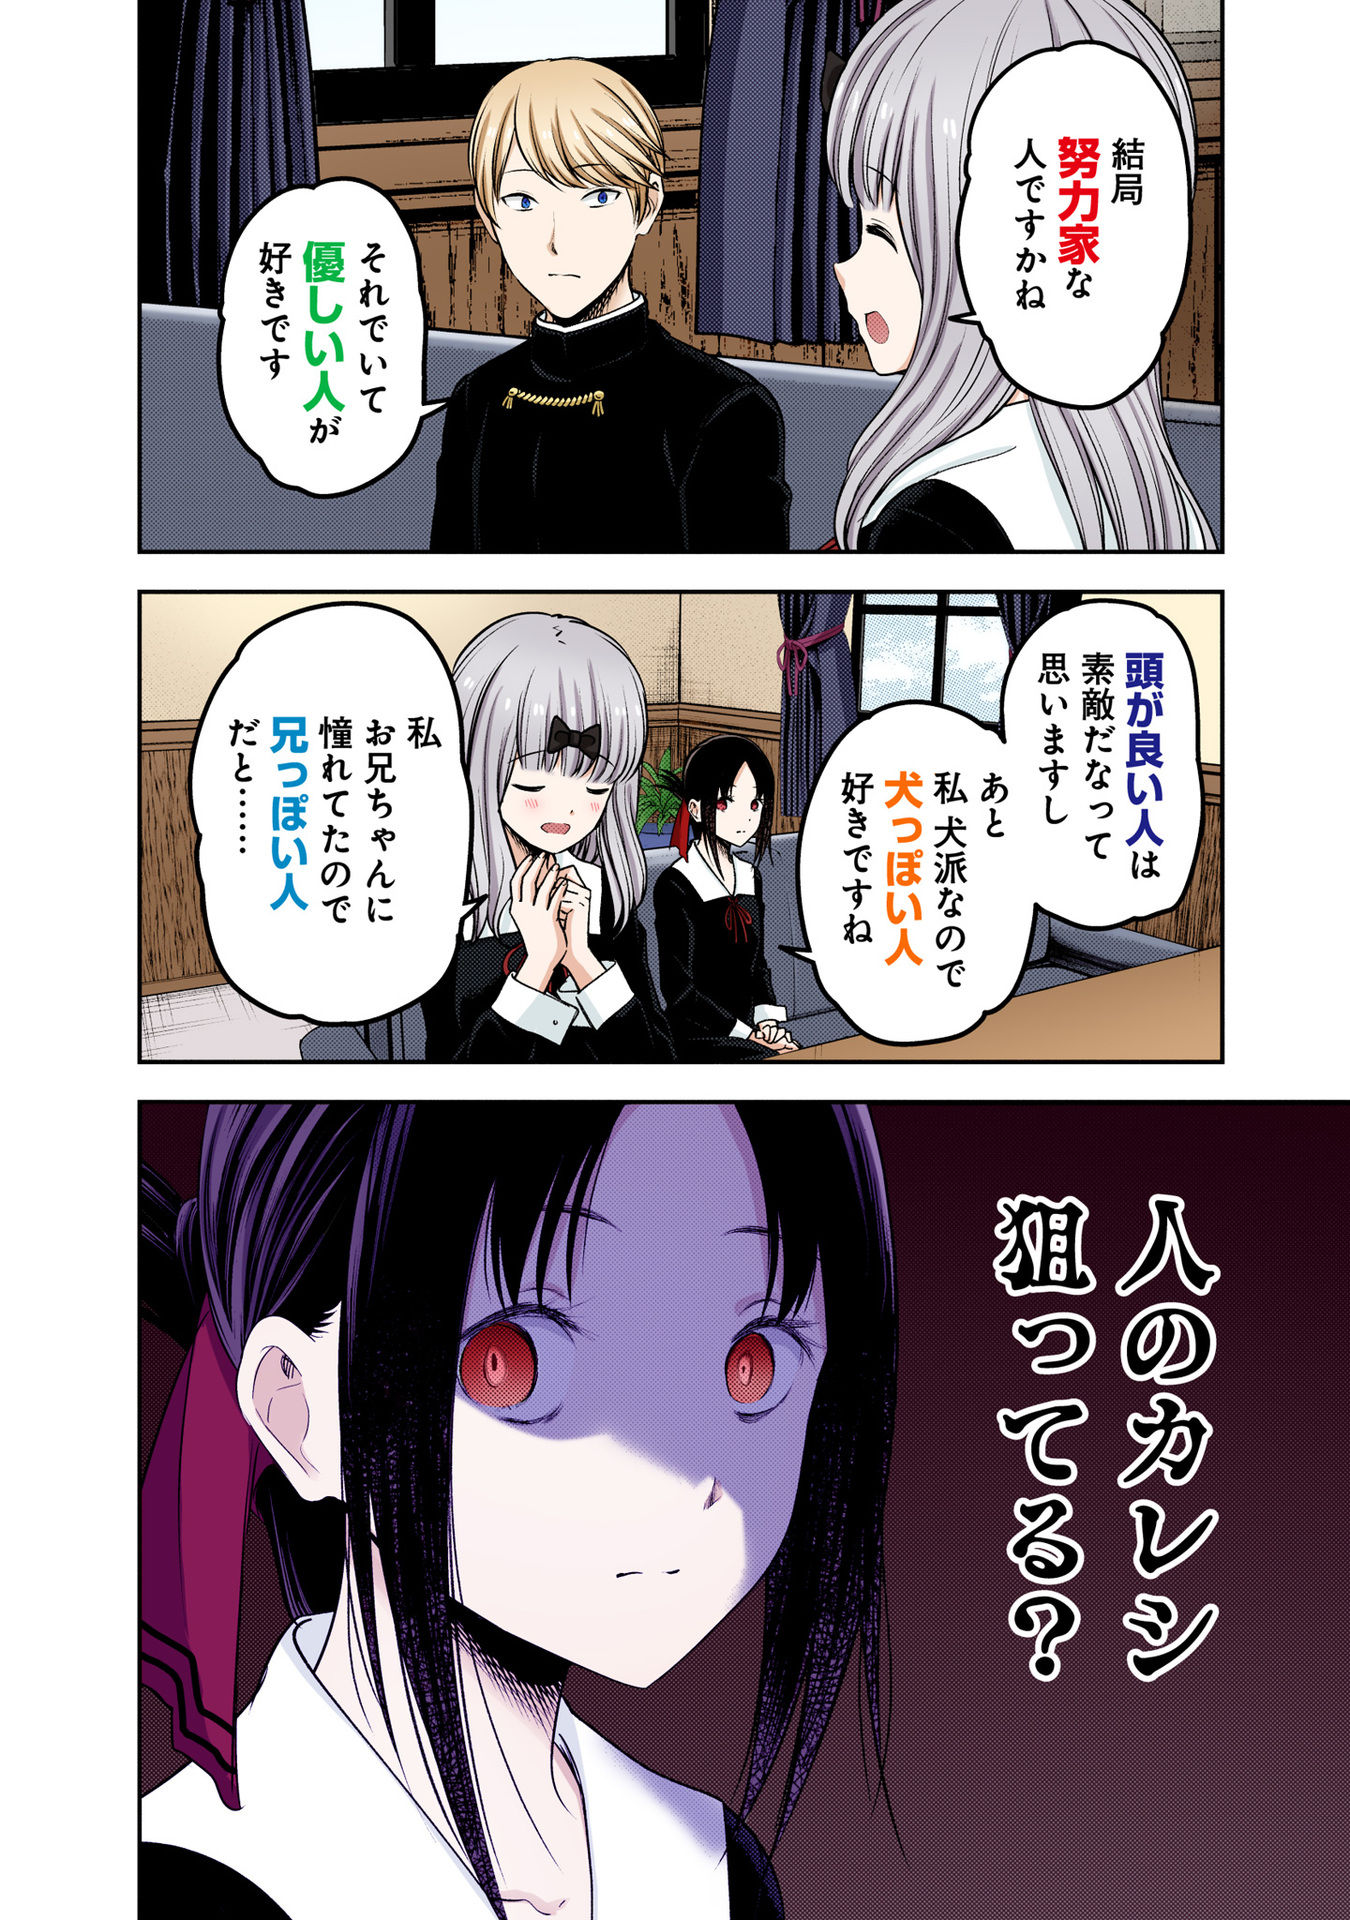 結局
努力家な
人ですかね
それでいて
優しい人が
好きです
頭が良い人は
素敵だなって
思いますし
あと
私 犬派なので
犬っぽい人
好きですね
私
お兄ちゃんに
憧れてたので
兄っぽい人
だと……
人のカレシ
狙ってる?